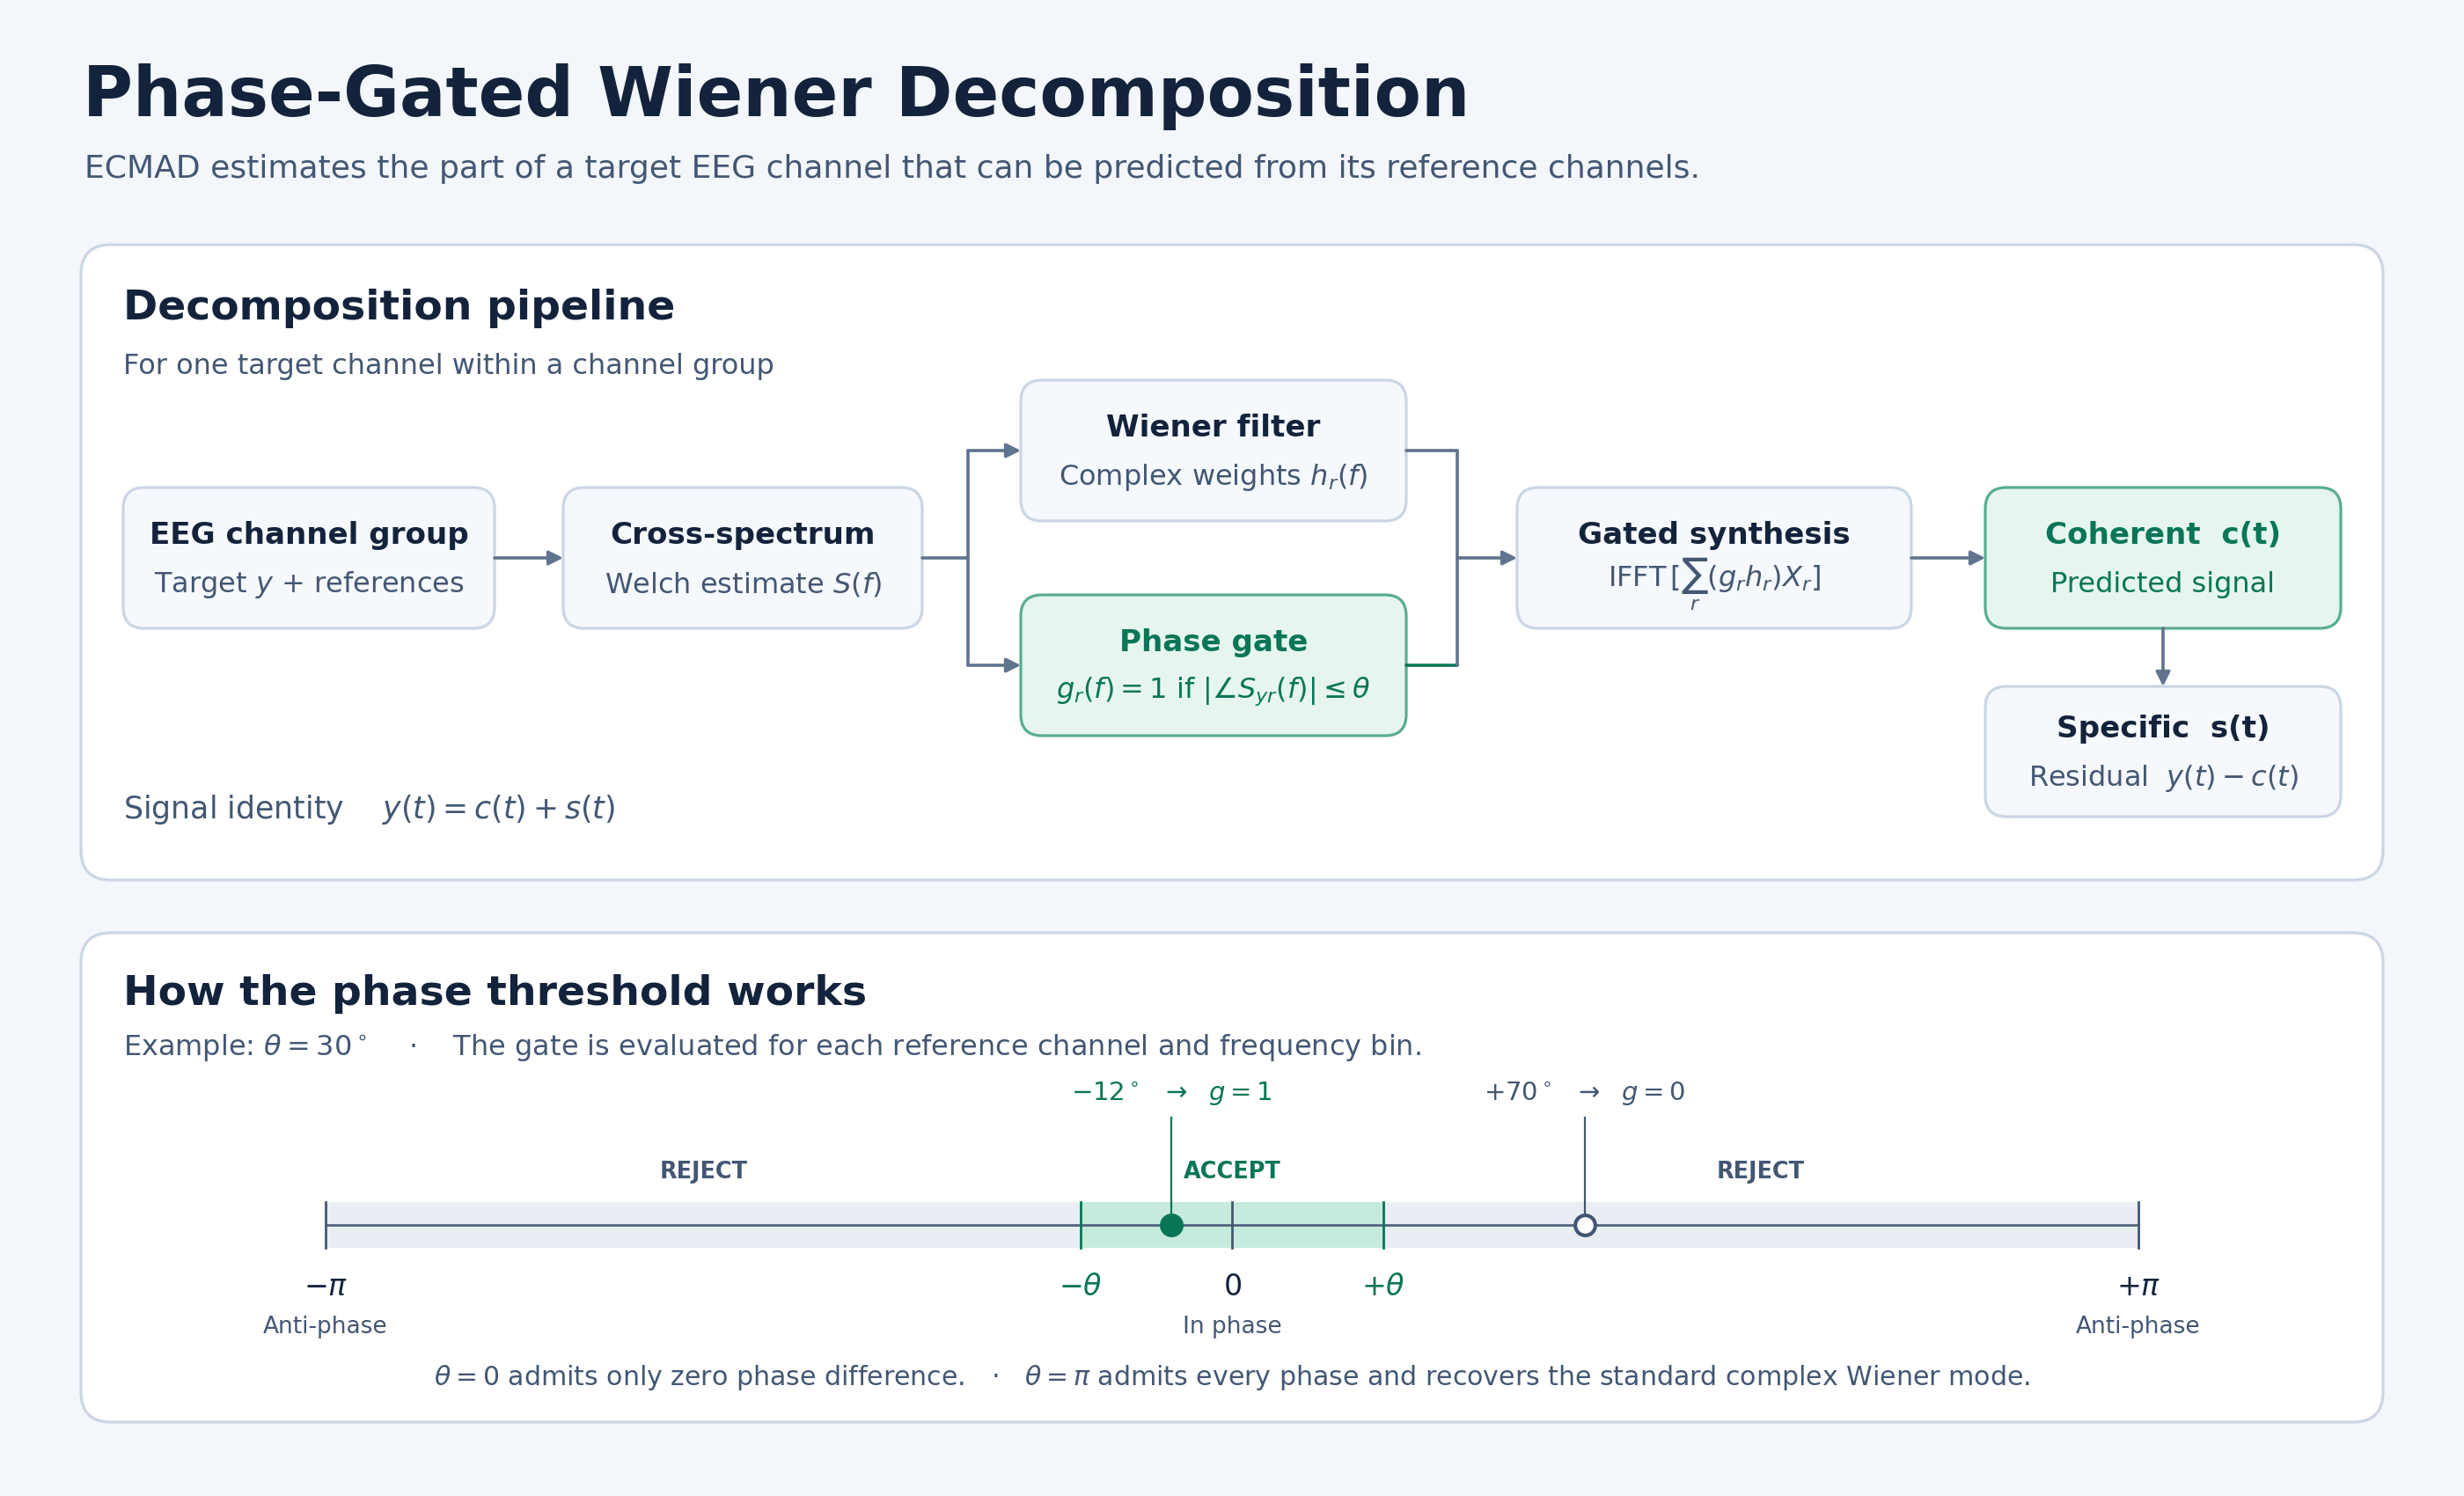 Phase-Gated Wiener Decomposition
ECMAD estimates the part of a target EEG channel that can be predicted from its reference channels.
Decomposition pipeline
For one target channel within a channel group
EEG channel group
Target y + references
Cross-spectrum
Welch estimate S(f)
Wiener filter
Complex weights hᵣ(f)
Phase gate
gᵣ(f) = 1 if |∠Sᵧᵣ(f)| ≤ θ
Gated synthesis
IFFT [∑ᵣ(gᵣhᵣ)Xᵣ]
Coherent c(t)
Predicted signal
Specific s(t)
Residual y(t) − c(t)
Signal identity y(t) = c(t) + s(t)
How the phase threshold works
Example: θ = 30° · The gate is evaluated for each reference channel and frequency bin.
−12° → g = 1
+70° → g = 0
REJECT
ACCEPT
REJECT
−π
−θ
0
+θ
+π
Anti-phase
In phase
Anti-phase
θ = 0 admits only zero phase difference. · θ = π admits every phase and recovers the standard complex Wiener mode.